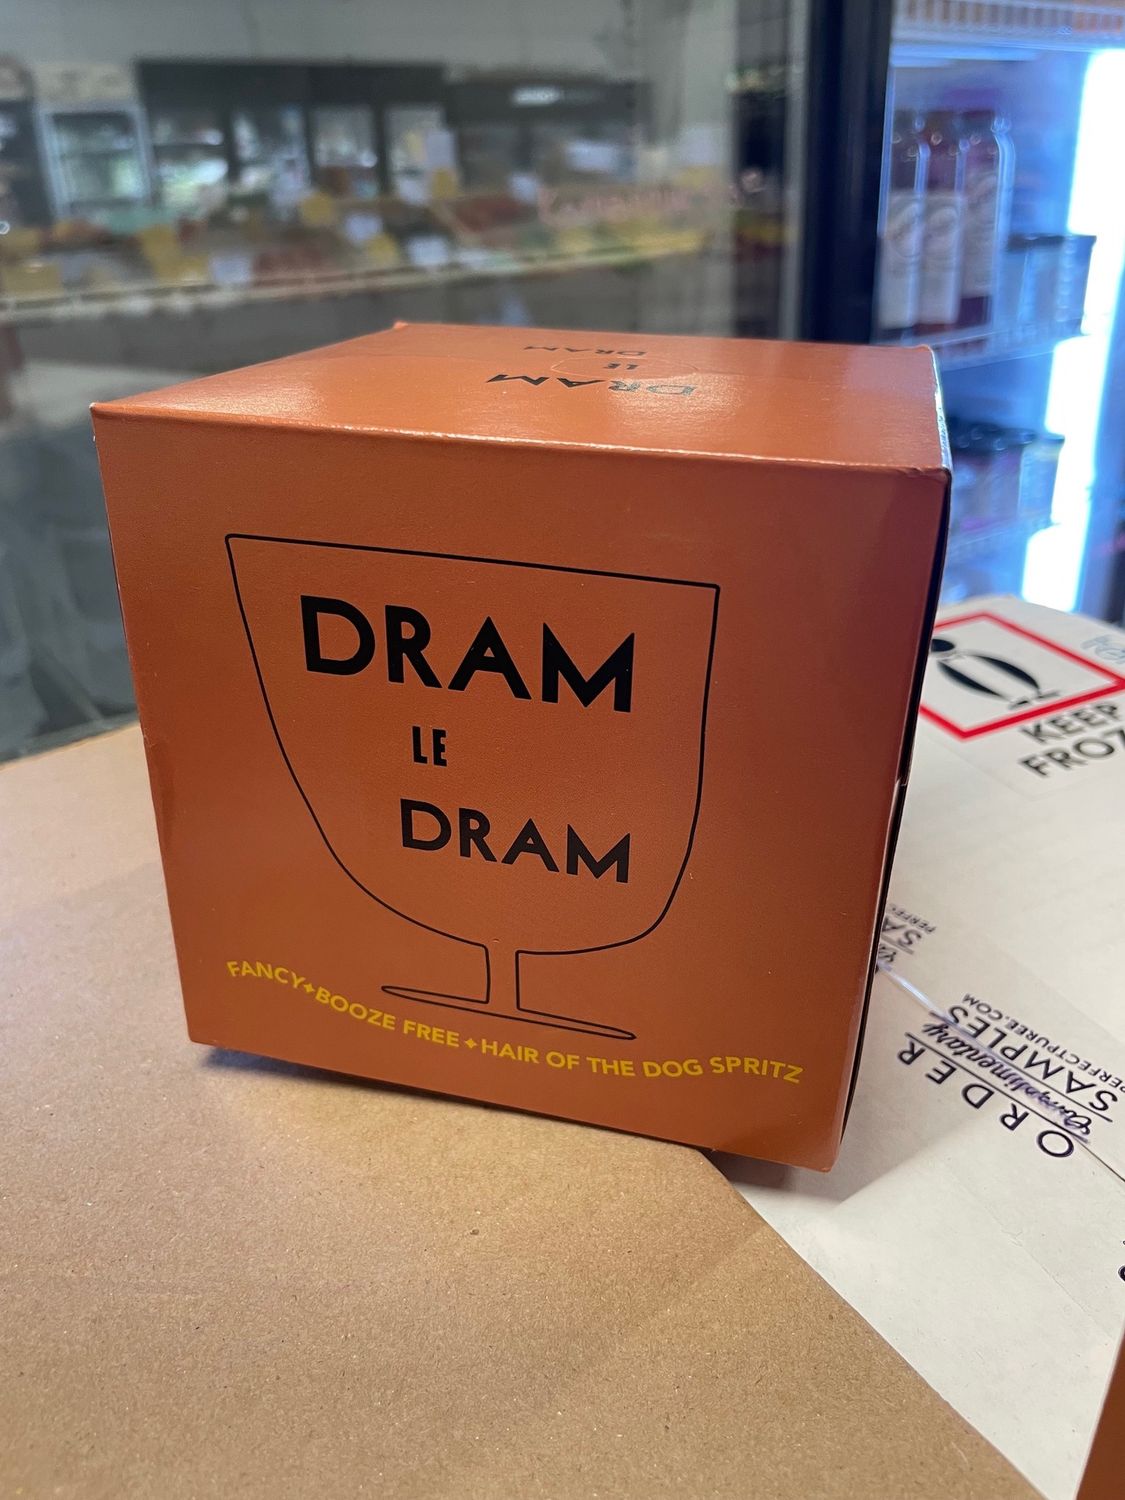 DRAM
LE
DRAM
DRAM
LE
DRAM
FANCY+BOOZE FREE+HAIR OF THE DOG SPRITZ
KEEP
ORDER
Complimentary
SAMPLES
PERFECTPUREE.COM